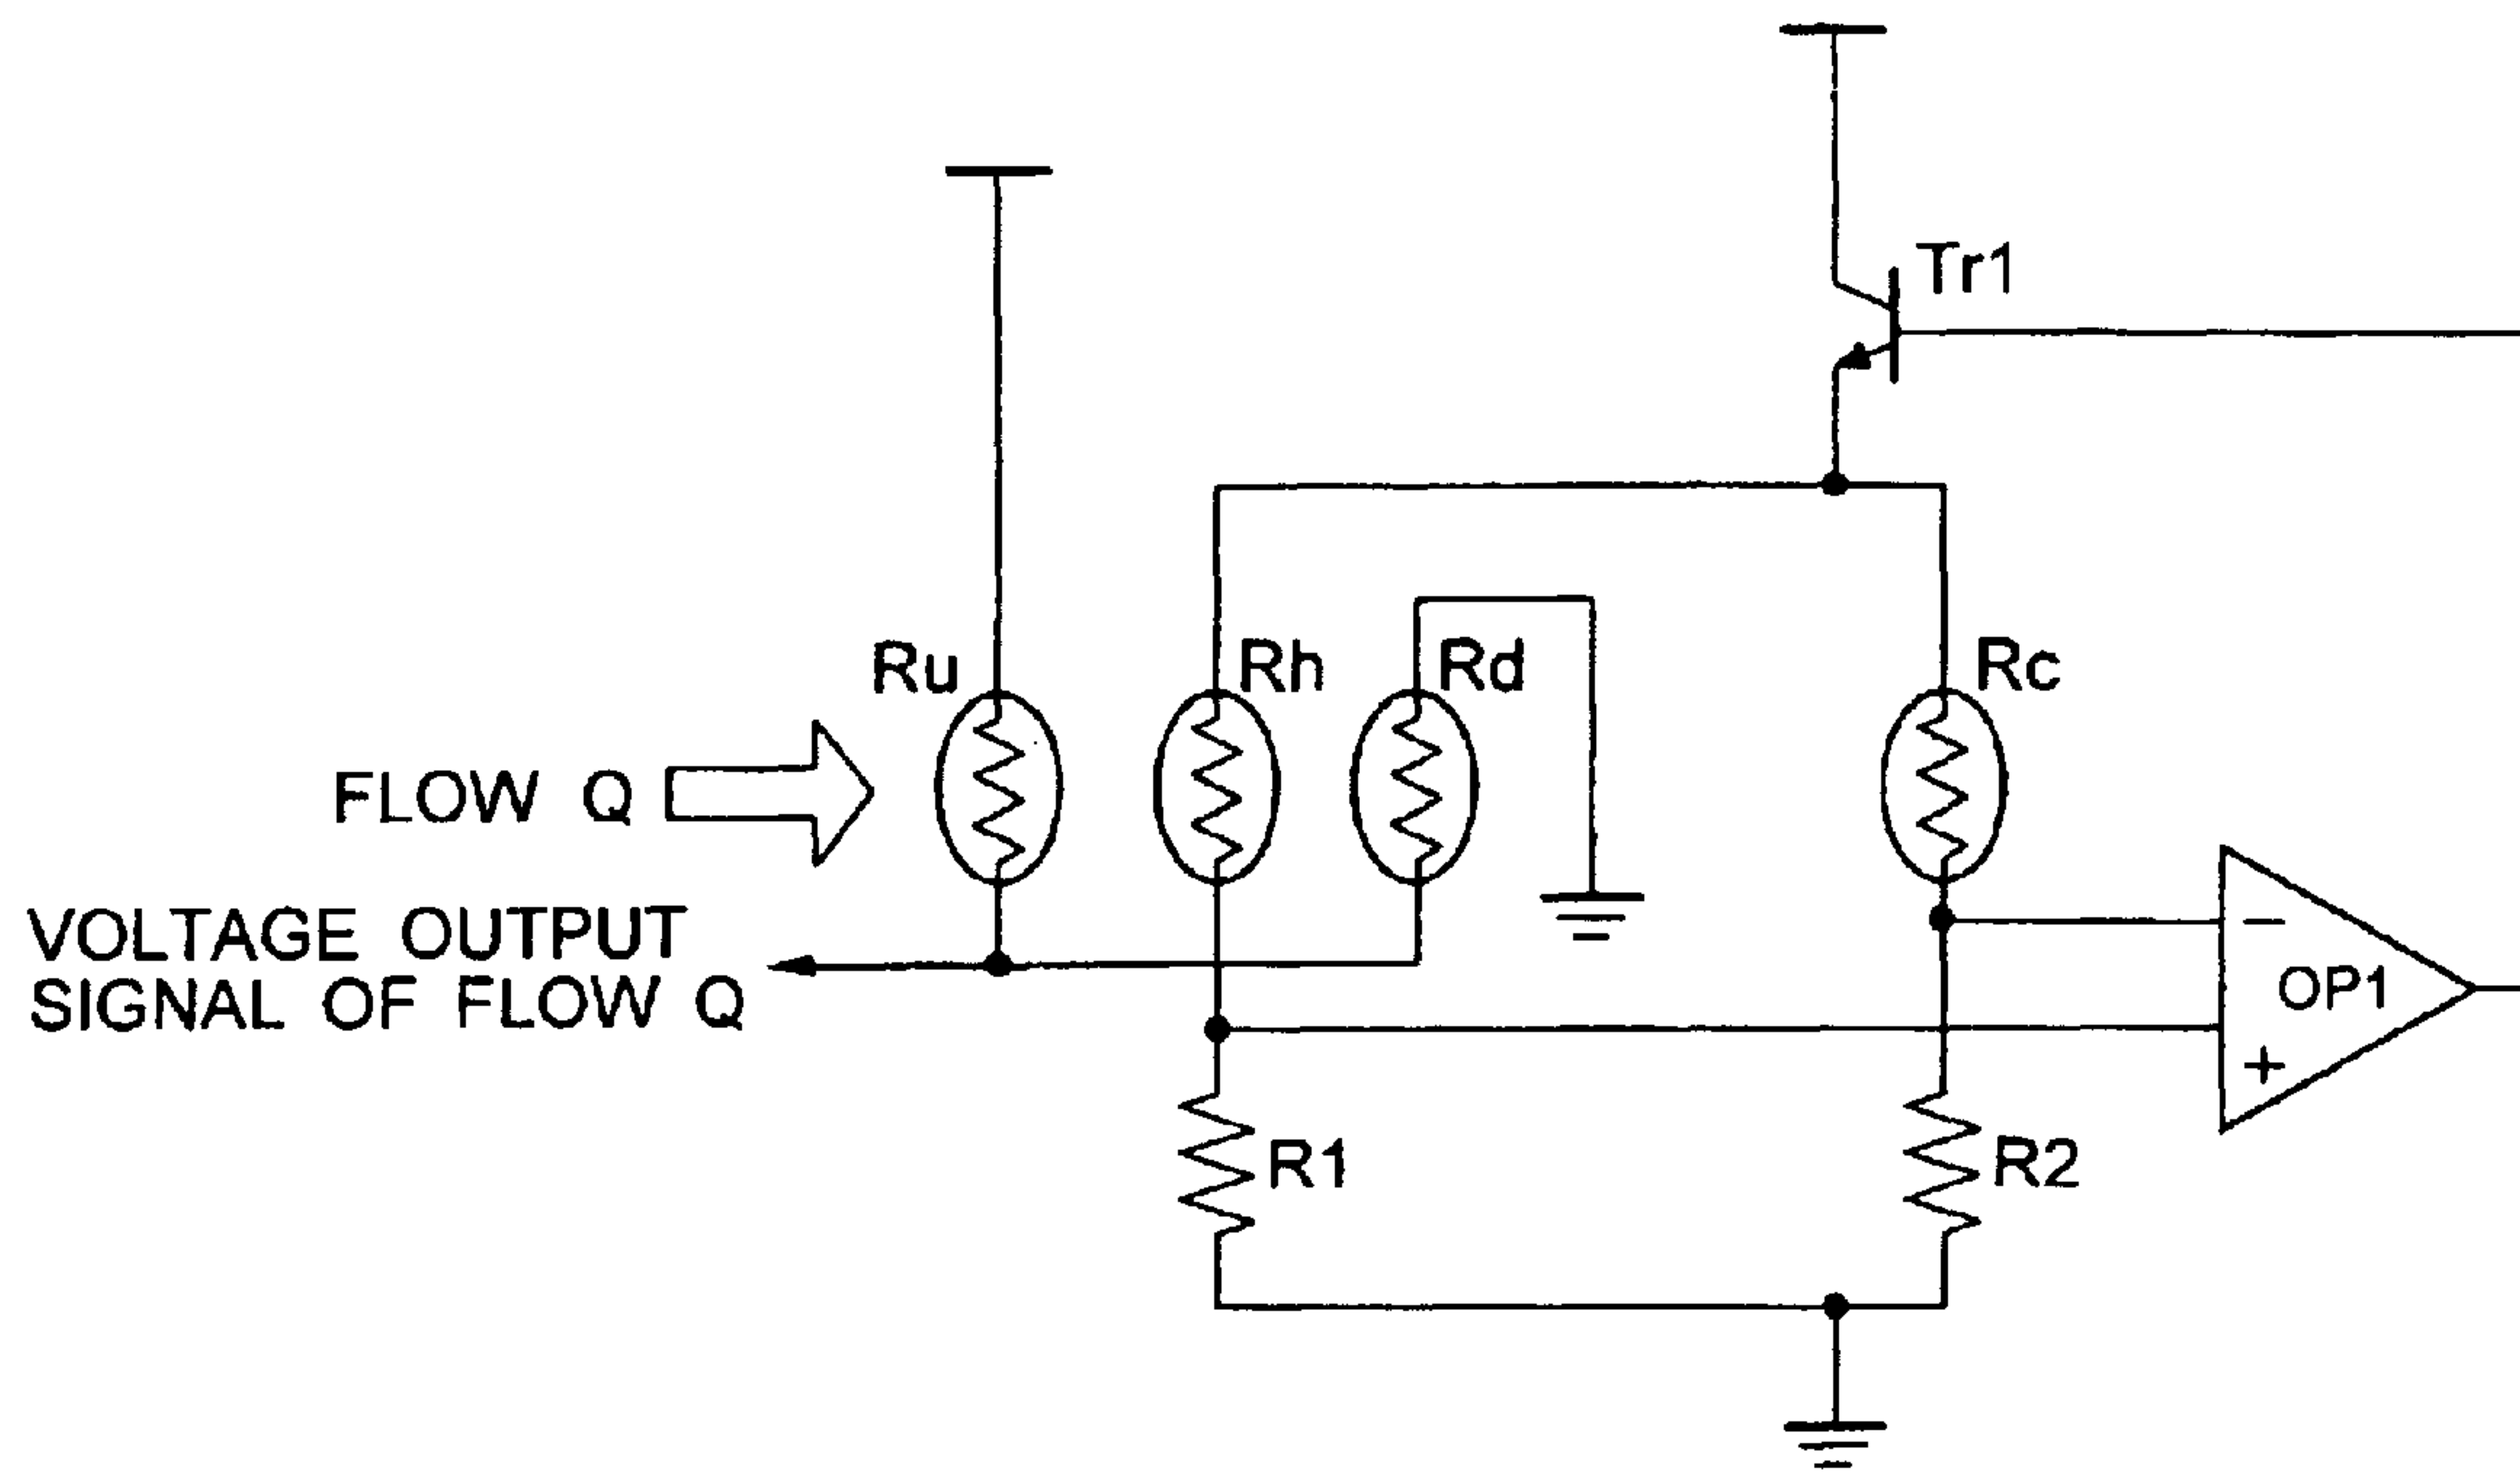 Tr1
Ru
Rh
Rd
Rc
FLOW Q
VOLTAGE OUTPUT
SIGNAL OF FLOW Q
−
OP1
+
R1
R2